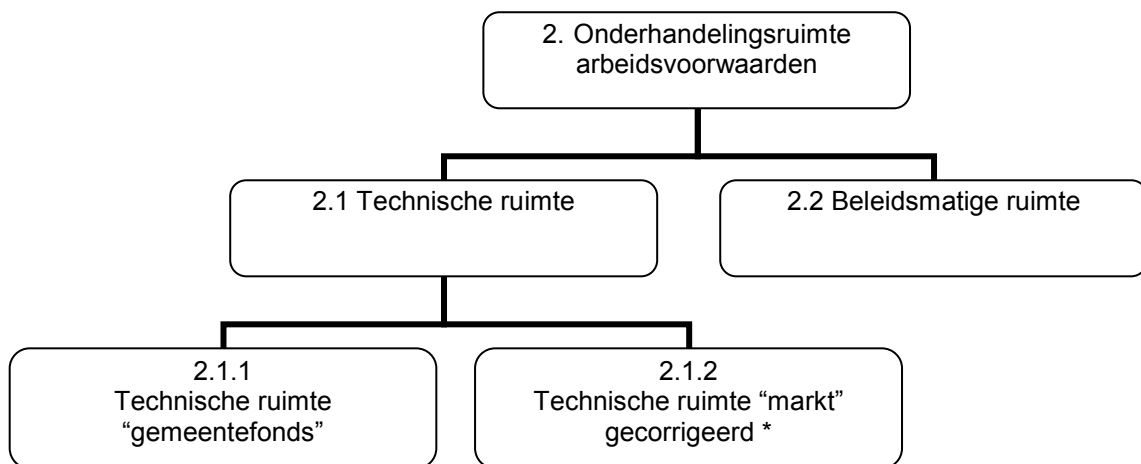 2. Onderhandelingsruimte
arbeidsvoorwaarden
2.1 Technische ruimte
2.2 Beleidsmatige ruimte
2.1.1
Technische ruimte
“gemeentefonds”
2.1.2
Technische ruimte “markt”
gecorrigeerd *